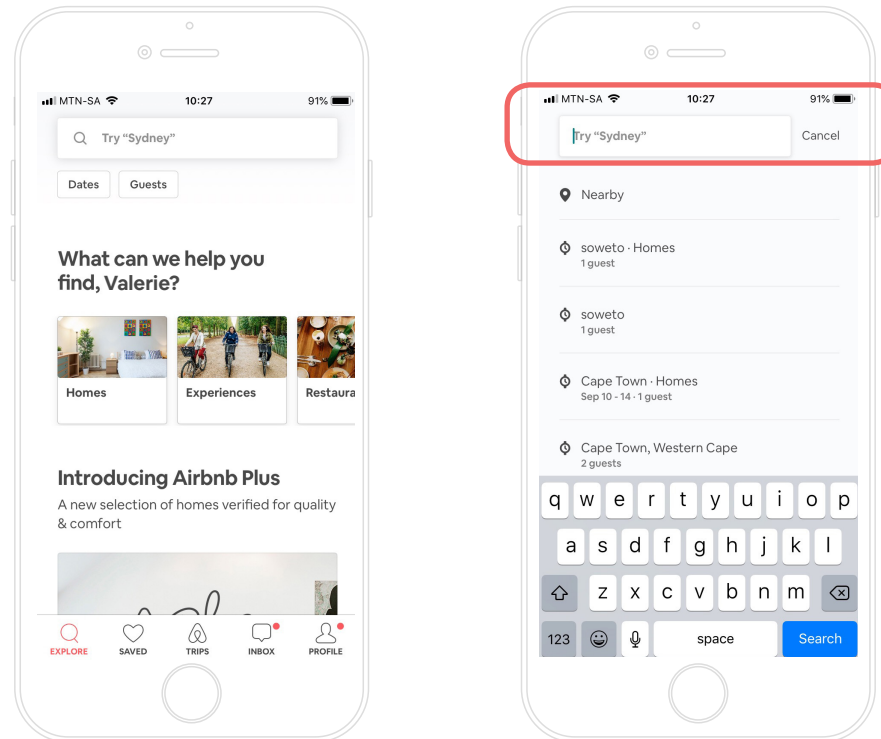 MTN-SA 10:27 91%
Try “Sydney”
Dates Guests
What can we help you
find, Valerie?
Homes Experiences Restaura
Introducing Airbnb Plus
A new selection of homes verified for quality
& comfort
EXPLORE SAVED TRIPS INBOX PROFILE
MTN-SA 10:27 91%
Try “Sydney” Cancel
Nearby
soweto · Homes
1 guest
soweto
1 guest
Cape Town · Homes
Sep 10 - 14 · 1 guest
Cape Town, Western Cape
2 guests
q w e r t y u i o p
a s d f g h j k l
z x c v b n m
123 space Search